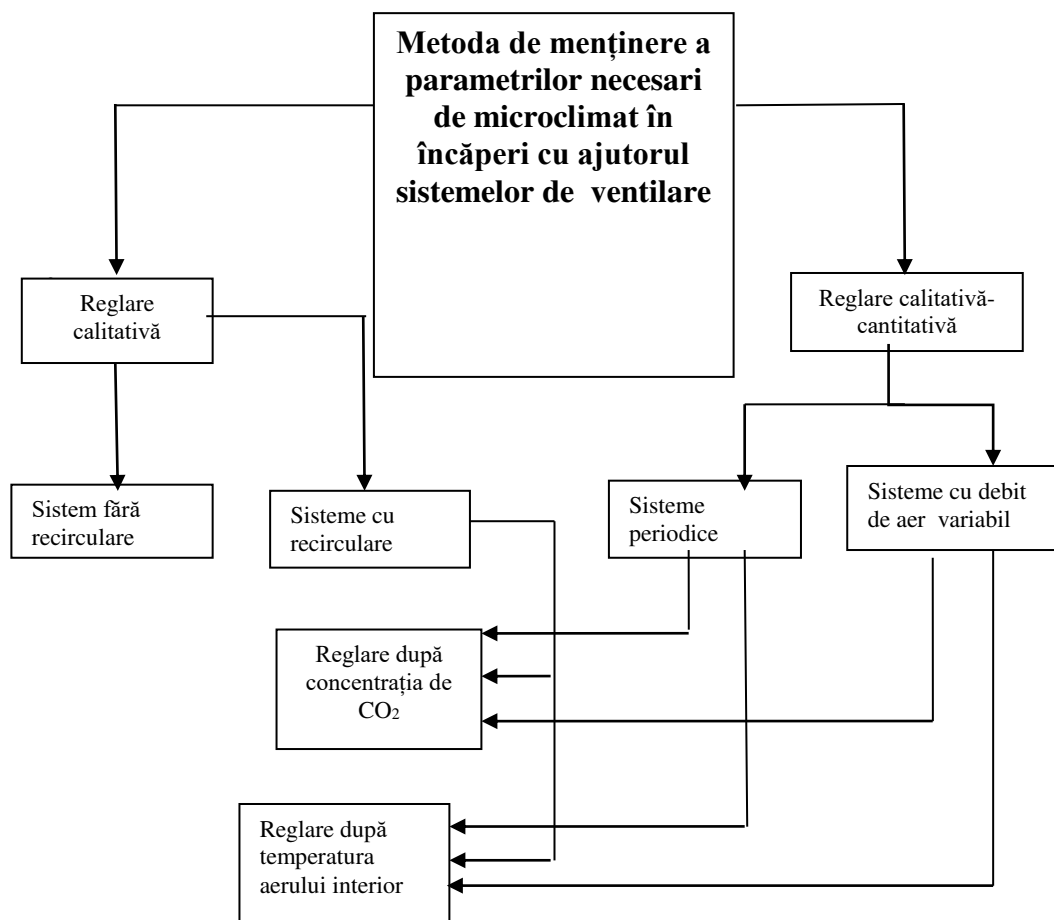 Metoda de menținere a
parametrilor necesari
de microclimat în
încăperi cu ajutorul
sistemelor de ventilare
Reglare
calitativă
Reglare calitativă-
cantitativă
Sistem fără
recirculare
Sisteme cu
recirculare
Sisteme
periodice
Sisteme cu debit
de aer variabil
Reglare după
concentrația de
CO₂
Reglare după
temperatura
aerului interior